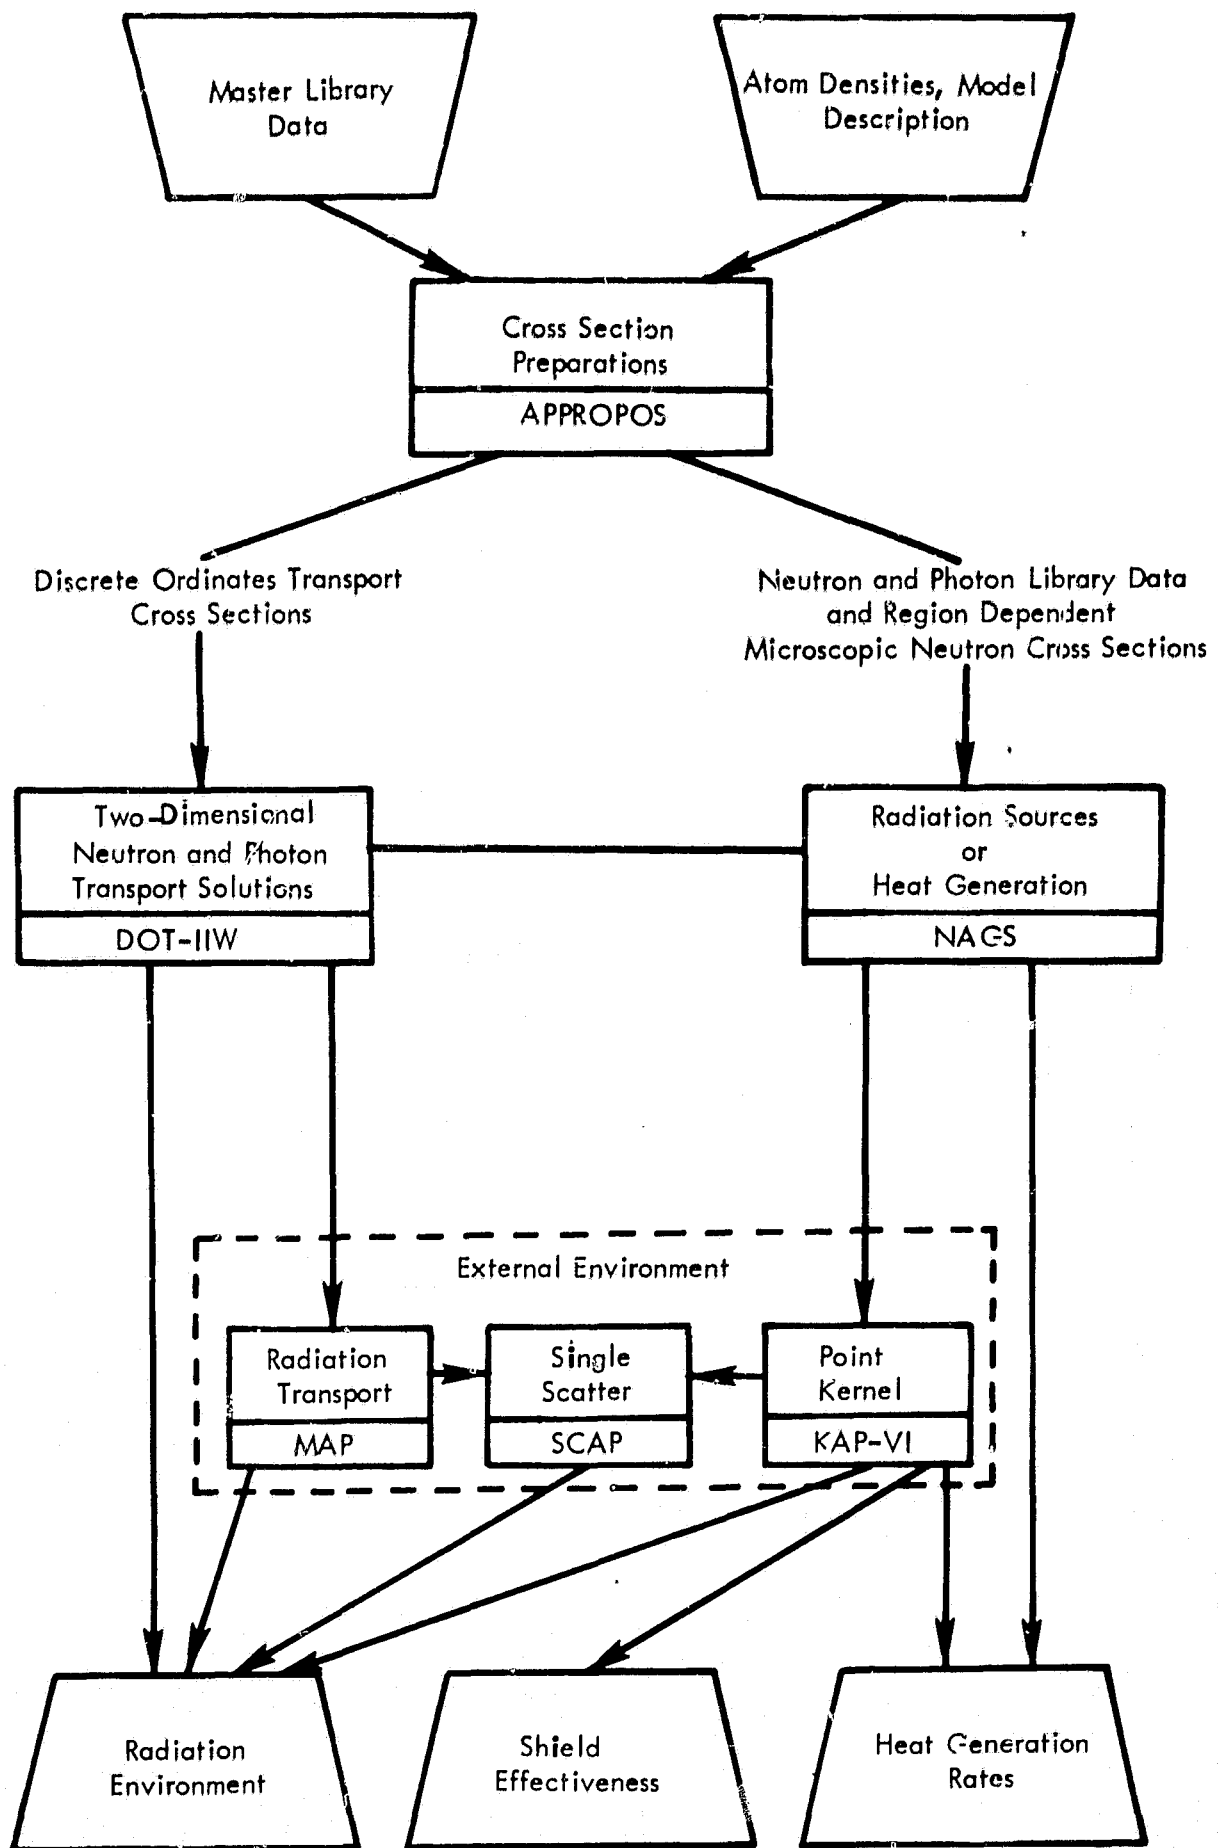 Master Library
Data
Atom Densities, Model
Description
Cross Section
Preparations
APPROPOS
Discrete Ordinates Transport
Cross Sections
Neutron and Photon Library Data
and Region Dependent
Microscopic Neutron Cross Sections
Two-Dimensional
Neutron and Photon
Transport Solutions
DOT-IIW
Radiation Sources
or
Heat Generation
NAGS
External Environment
Radiation
Transport
MAP
Single
Scatter
SCAP
Point
Kernel
KAP-VI
Radiation
Environment
Shield
Effectiveness
Heat Generation
Rates